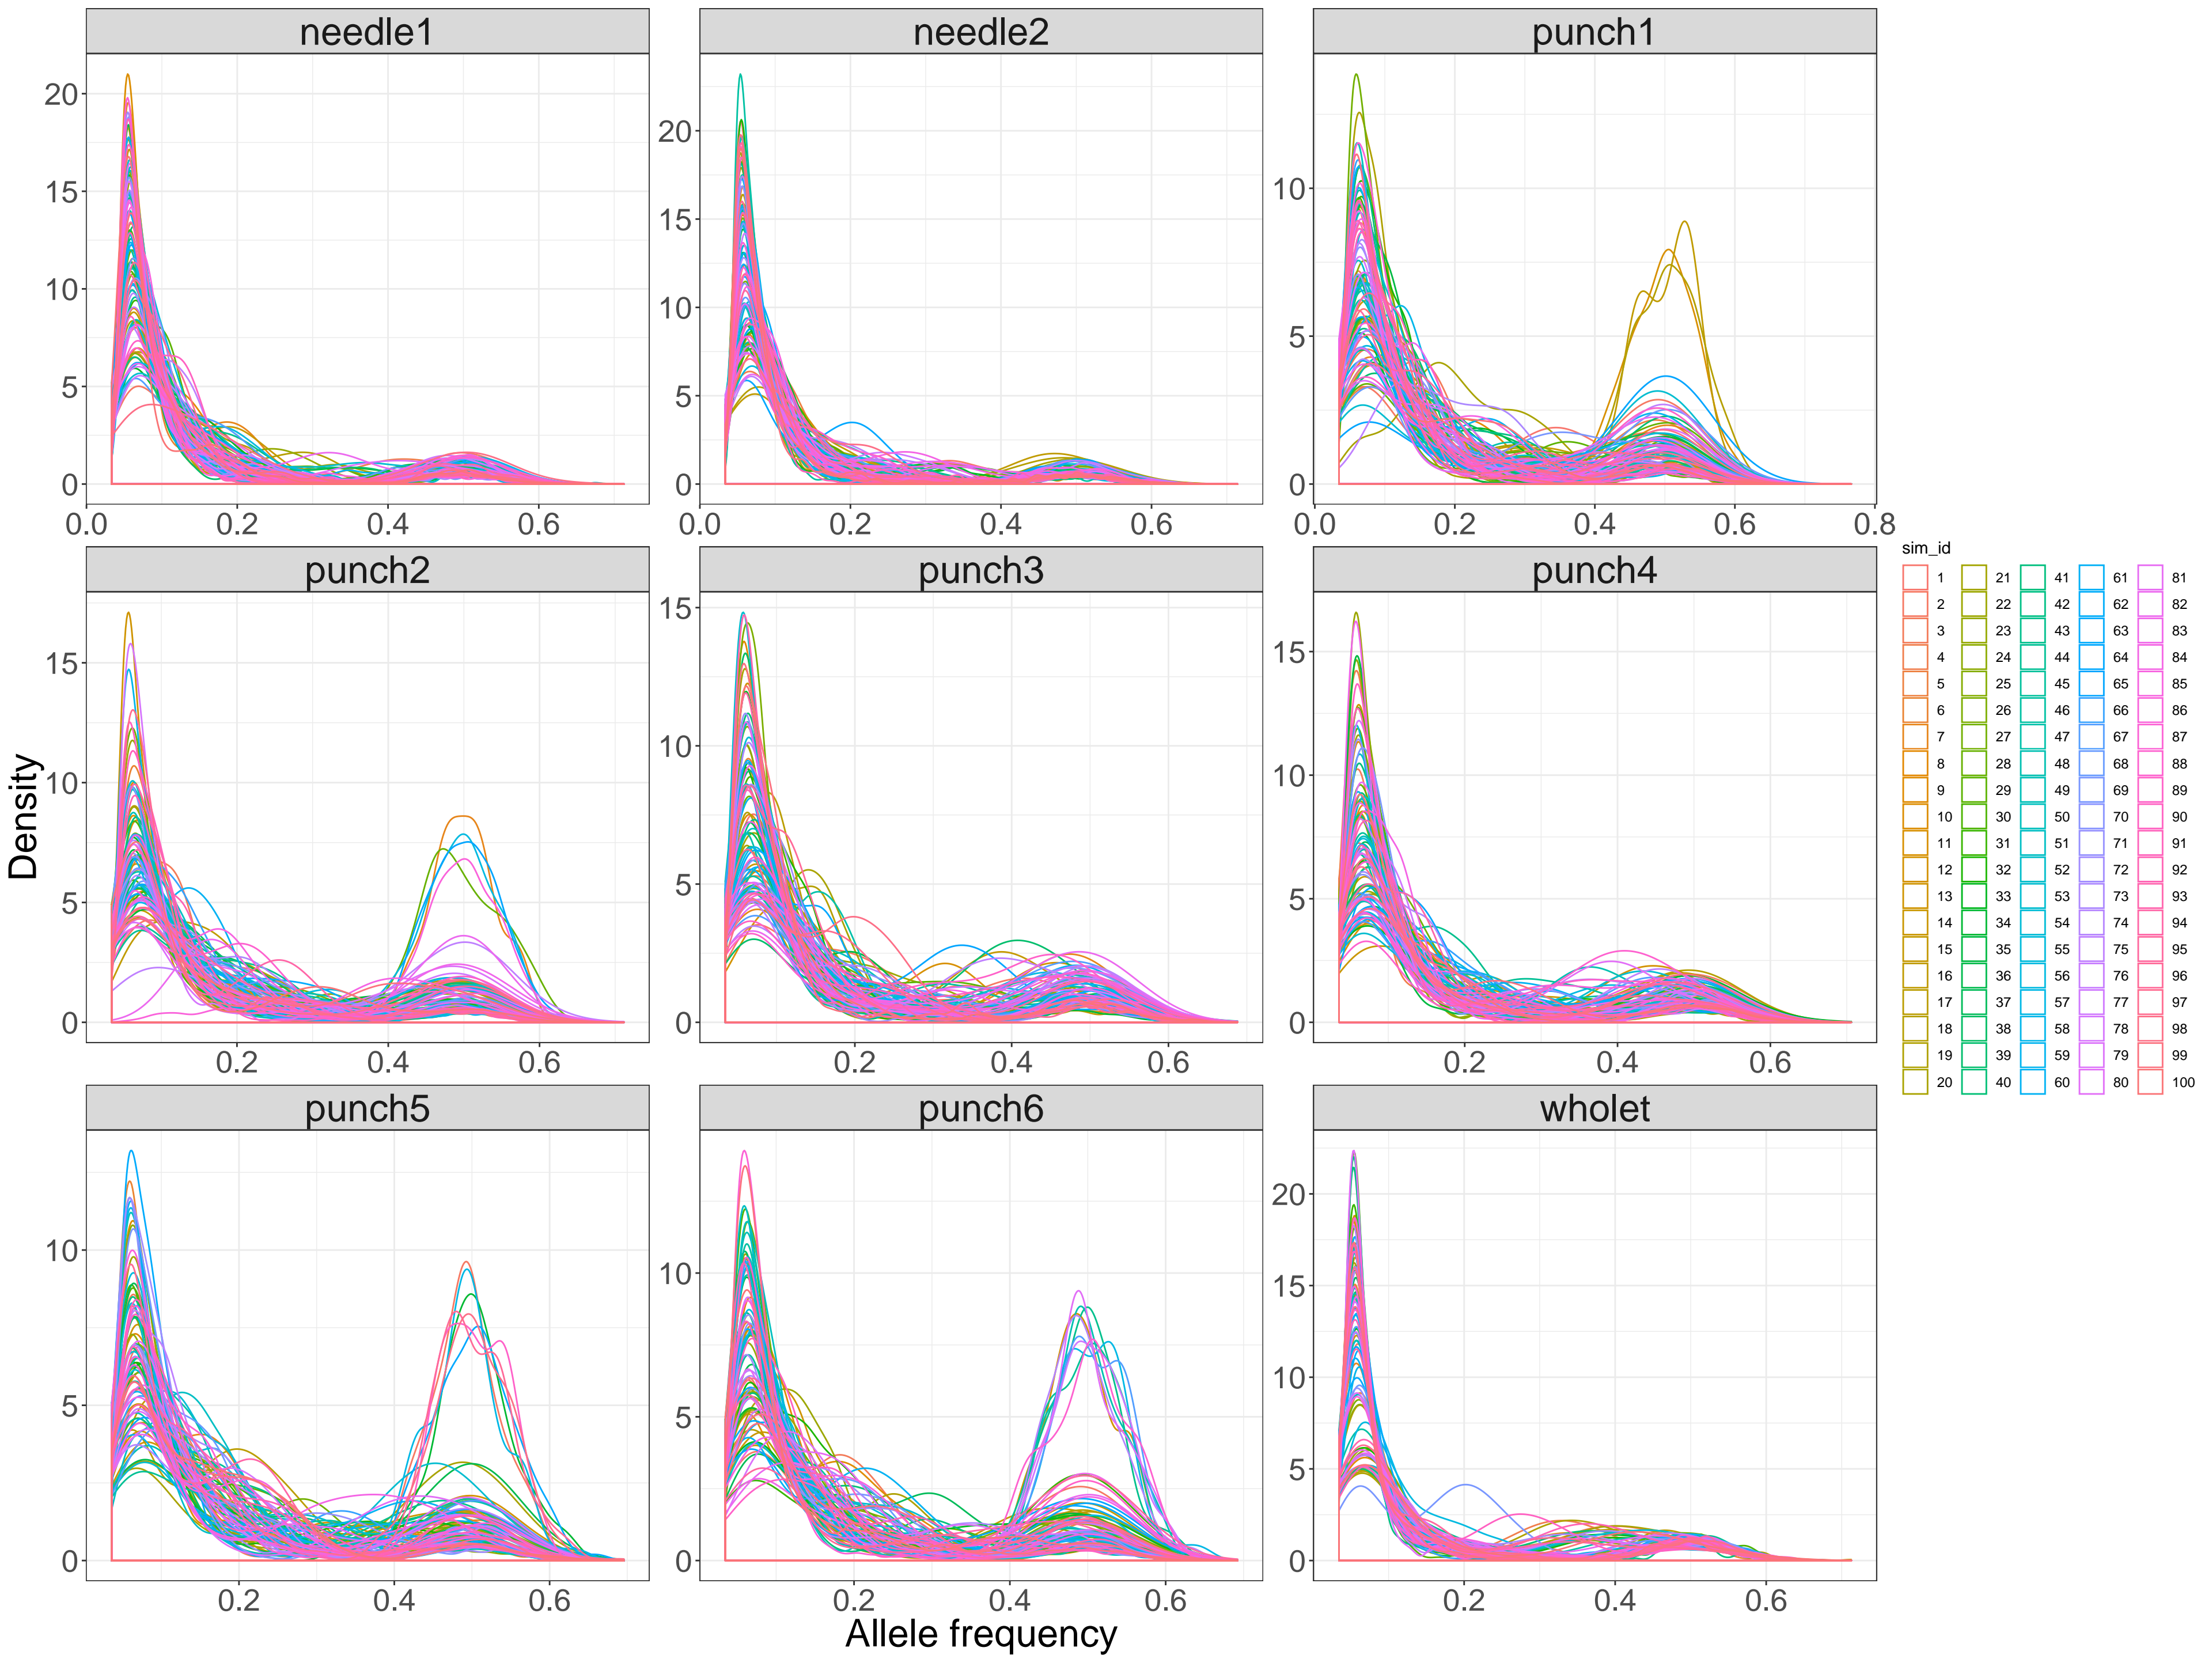 needle1 needle2 punch1
20
15
10
5
0
0.0 0.2 0.4 0.6
20
15
10
5
0
0.0 0.2 0.4 0.6
10
5
0
0.0 0.2 0.4 0.6 0.8
punch2 punch3 punch4
15
10
5
0
0.2 0.4 0.6
15
10
5
0
0.2 0.4 0.6
15
10
5
0
0.2 0.4 0.6
punch5 punch6 wholet
10
5
0
0.2 0.4 0.6
10
5
0
0.2 0.4 0.6
20
15
10
5
0
0.2 0.4 0.6
Density
Allele frequency
sim_id
1 21 41 61 81
2 22 42 62 82
3 23 43 63 83
4 24 44 64 84
5 25 45 65 85
6 26 46 66 86
7 27 47 67 87
8 28 48 68 88
9 29 49 69 89
10 30 50 70 90
11 31 51 71 91
12 32 52 72 92
13 33 53 73 93
14 34 54 74 94
15 35 55 75 95
16 36 56 76 96
17 37 57 77 97
18 38 58 78 98
19 39 59 79 99
20 40 60 80 100